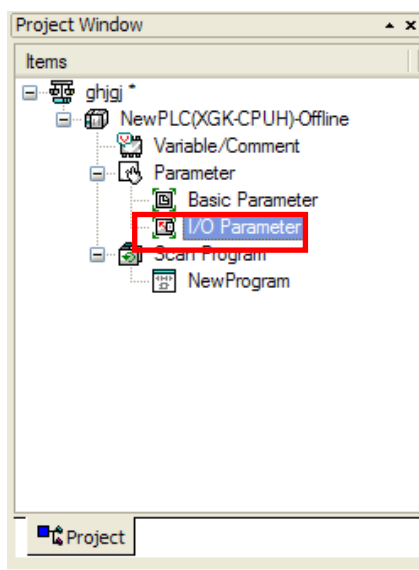 Project Window
Items
ghjgj *
NewPLC(XGK-CPUH)-Offline
Variable/Comment
Parameter
Basic Parameter
I/O Parameter
Scan Program
NewProgram
Project